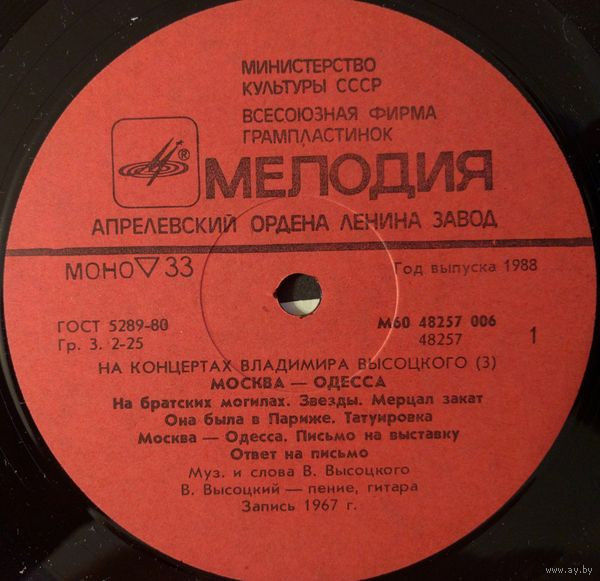 МИНИСТЕРСТВО
КУЛЬТУРЫ СССР
ВСЕСОЮЗНАЯ ФИРМА
ГРАМПЛАСТИНОК
®
МЕЛОДИЯ
АПРЕЛЕВСКИЙ ОРДЕНА ЛЕНИНА ЗАВОД
МОНО ▽ 33
Год выпуска 1988
ГОСТ 5289-80
М60 48257 006
Гр. 3. 2-25
48257
1
НА КОНЦЕРТАХ ВЛАДИМИРА ВЫСОЦКОГО (3)
МОСКВА — ОДЕССА
На братских могилах. Звезды. Мерцал закат
Она была в Париже. Татуировка
Москва — Одесса. Письмо на выставку
Ответ на письмо
Муз. и слова В. Высоцкого
В. Высоцкий — пение, гитара
Запись 1967 г.
© www.ay.by